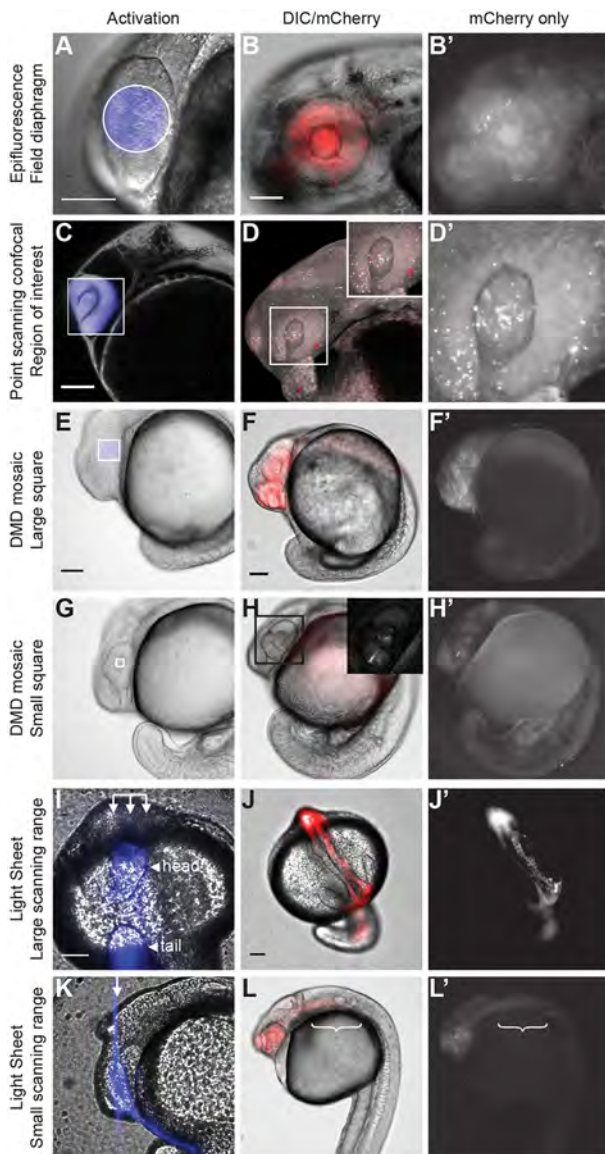 Activation
DIC/mCherry
mCherry only
Epifluorescence
Field diaphragm
A
B
B'
Point scanning confocal
Region of interest
C
D
D'
DMD mosaic
Large square
E
F
F'
DMD mosaic
Small square
G
H
H'
Light Sheet
Large scanning range
I
head
tail
J
J'
Light Sheet
Small scanning range
K
L
L'